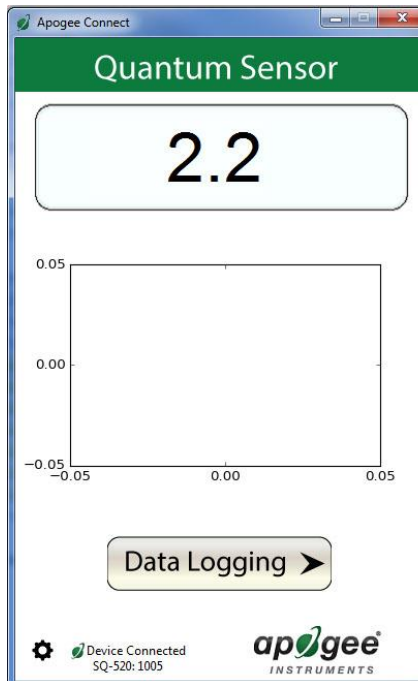 Apogee Connect
Quantum Sensor
2.2
0.05
0.00
−0.05
−0.05 0.00 0.05
Data Logging
Device Connected
SQ-520: 1005
apogee
INSTRUMENTS